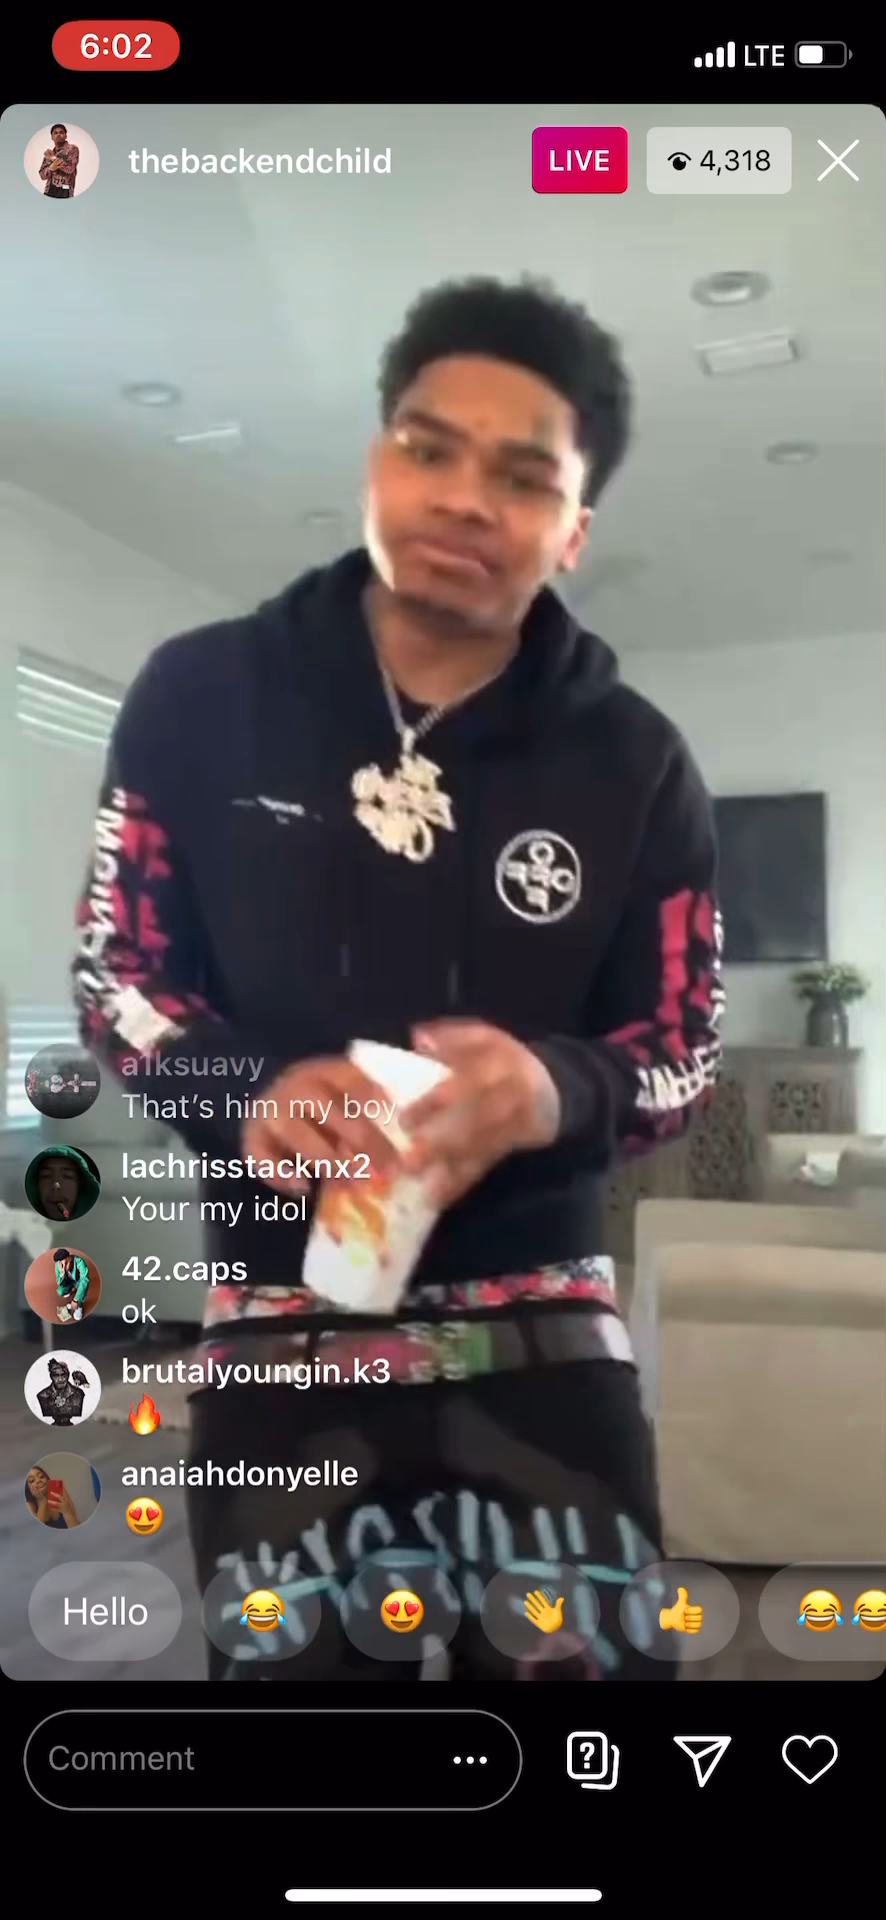 6:02
LTE
thebackendchild
LIVE
4,318
a1ksuavy
That's him my boy
lachrisstacknx2
Your my idol
42.caps
ok
brutalyoungin.k3
🔥
anaiahdonyelle
😍
Hello 😂 😍 👋 👍 😂😂
Comment